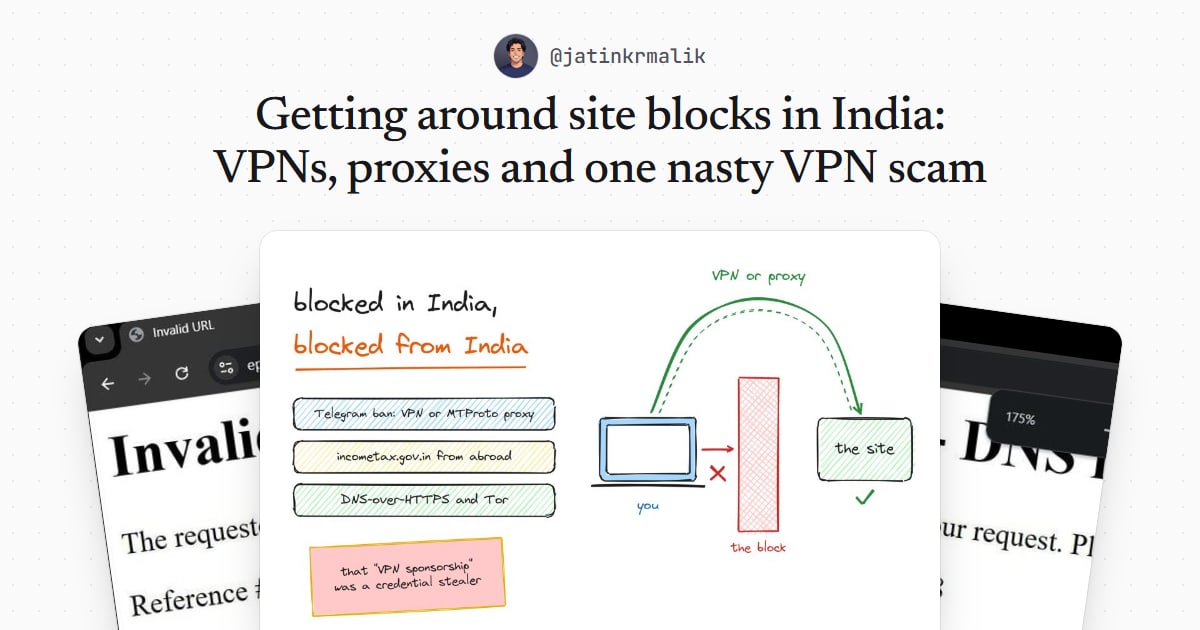 @jatinkrmalik
Getting around site blocks in India:
VPNs, proxies and one nasty VPN scam
Invalid URL
Invalid
The request
Reference
blocked in India,
blocked from India
Telegram ban: VPN or MTProto proxy
incometax.gov.in from abroad
DNS-over-HTTPS and Tor
that "VPN sponsorship"
was a credential stealer
VPN or proxy
you
the block
the site
175%
- DNS
ur request. Pl